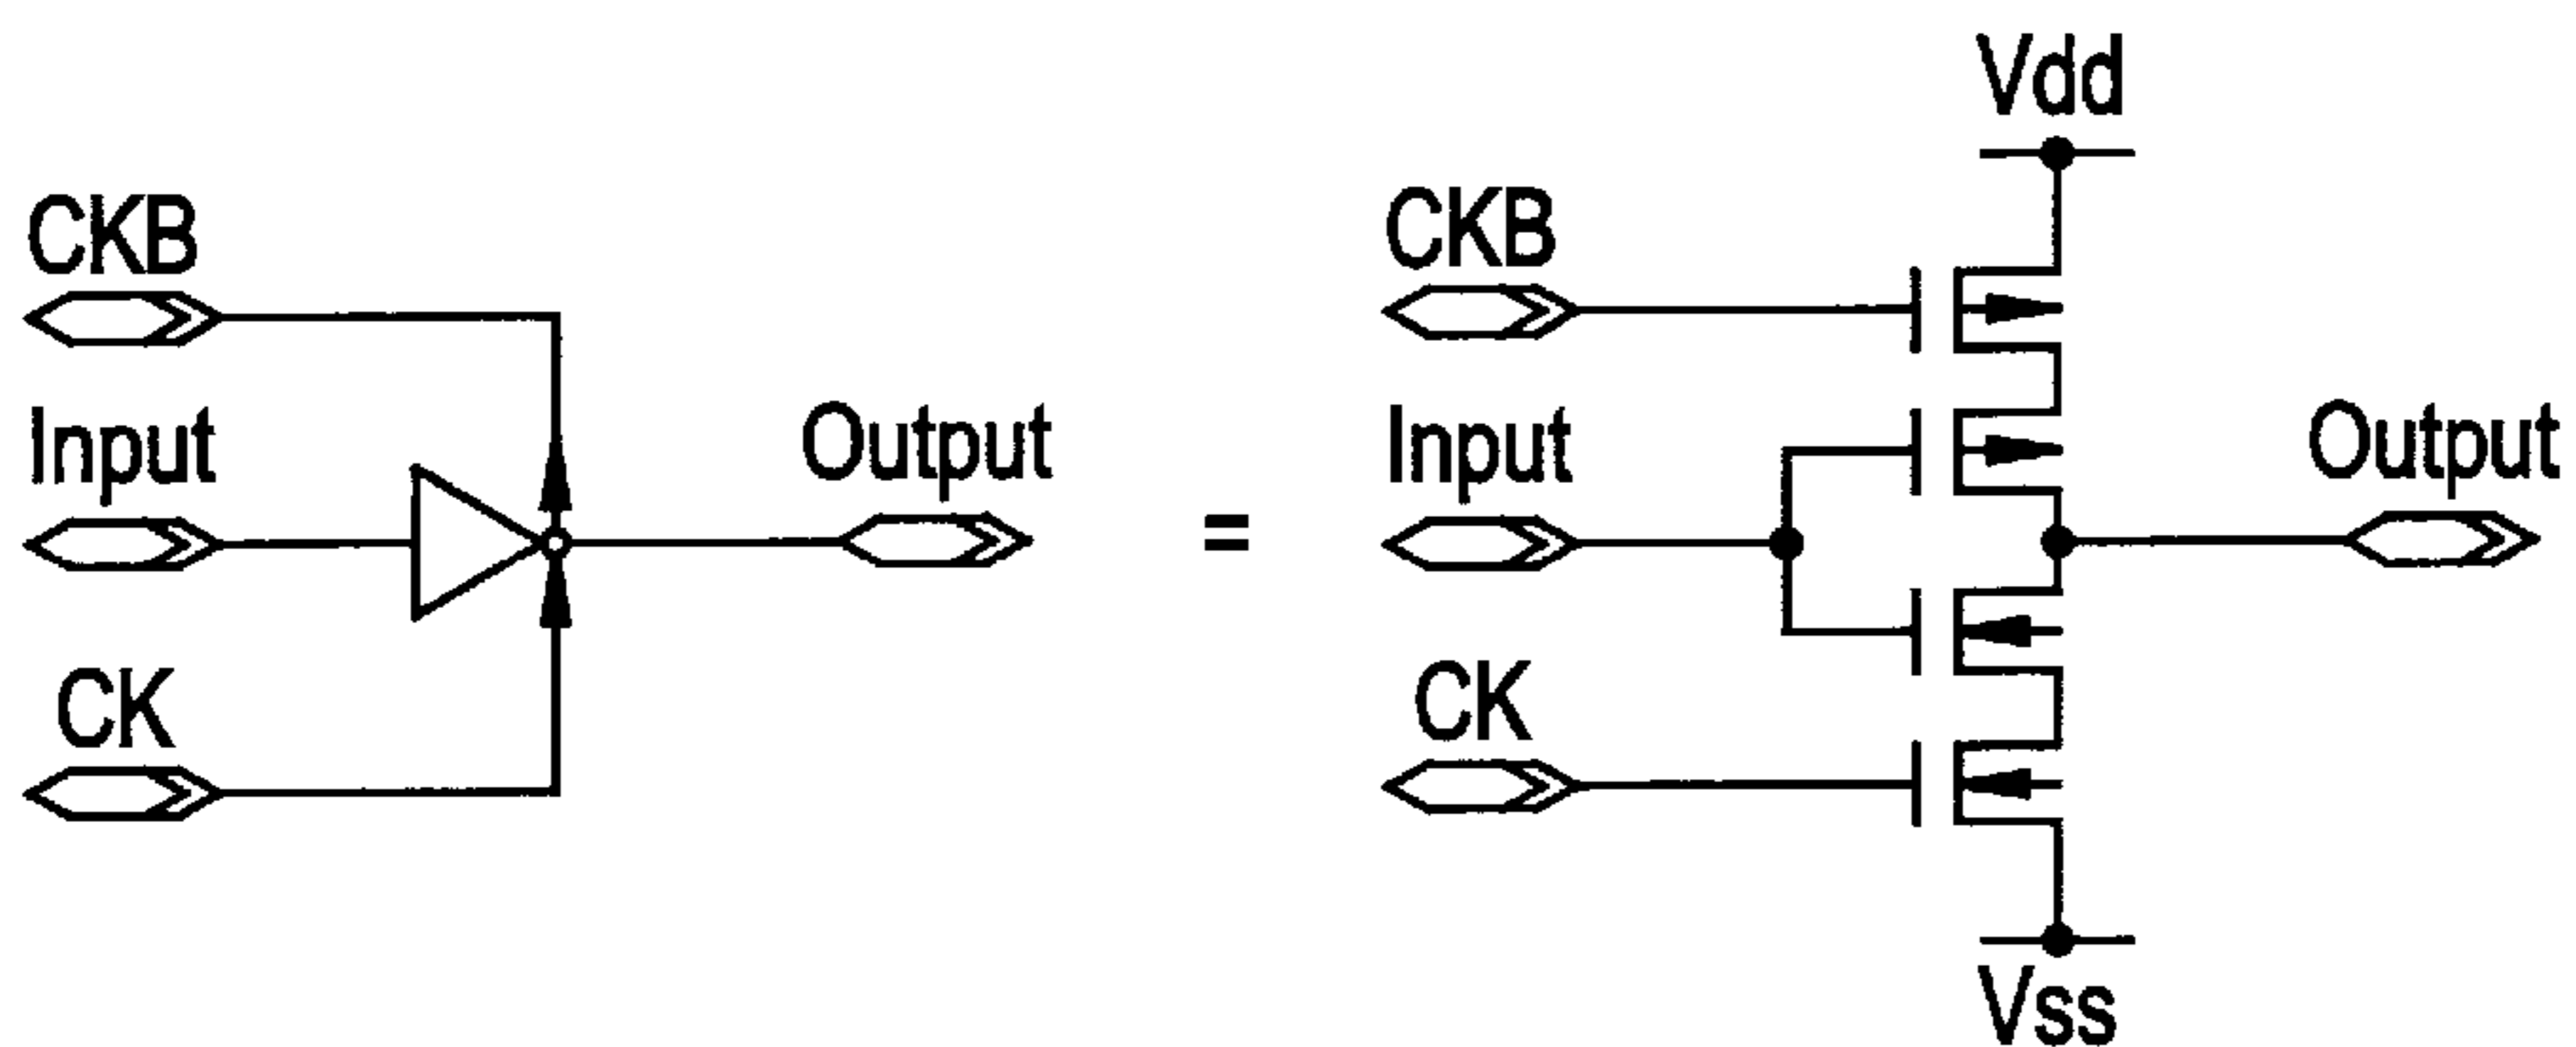 CKB
Input
CK
Output
=
Vdd
CKB
Input
CK
Output
Vss